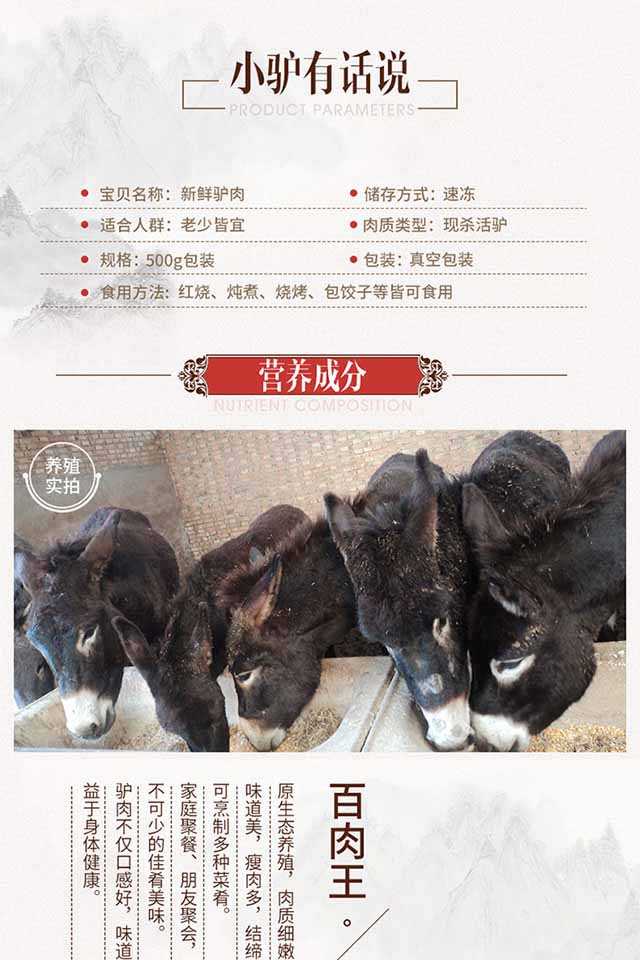 小驴有话说
PRODUCT PARAMETERS
宝贝名称：新鲜驴肉
储存方式：速冻
适合人群：老少皆宜
肉质类型：现杀活驴
规格：500g包装
包装：真空包装
食用方法：红烧、炖煮、烧烤、包饺子等皆可食用
营养成分
NUTRIENT COMPOSITION
养殖
实拍
百肉王。
原生态养殖，肉质细嫩
味道美，瘦肉多，结缔
可烹制多种菜肴。
家庭聚餐、朋友聚会，
不可少的佳肴美味。
驴肉不仅口感好，味道
益于身体健康。